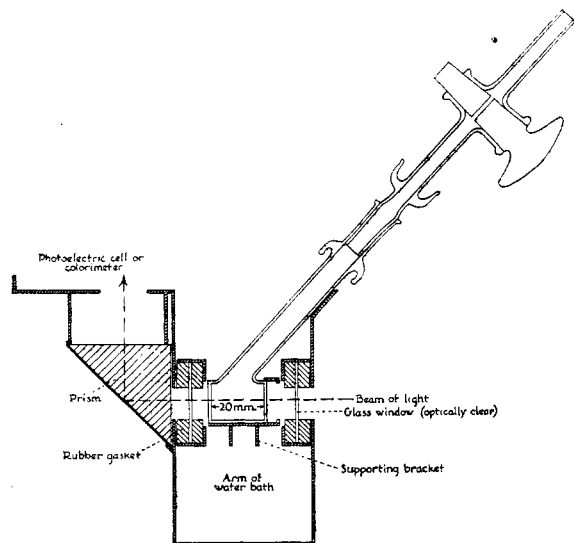 Photoelectric cell or
colorimeter
Prism
Rubber gasket
20mm.
Beam of light
Glass window (optically clear)
Supporting bracket
Arm of
water bath